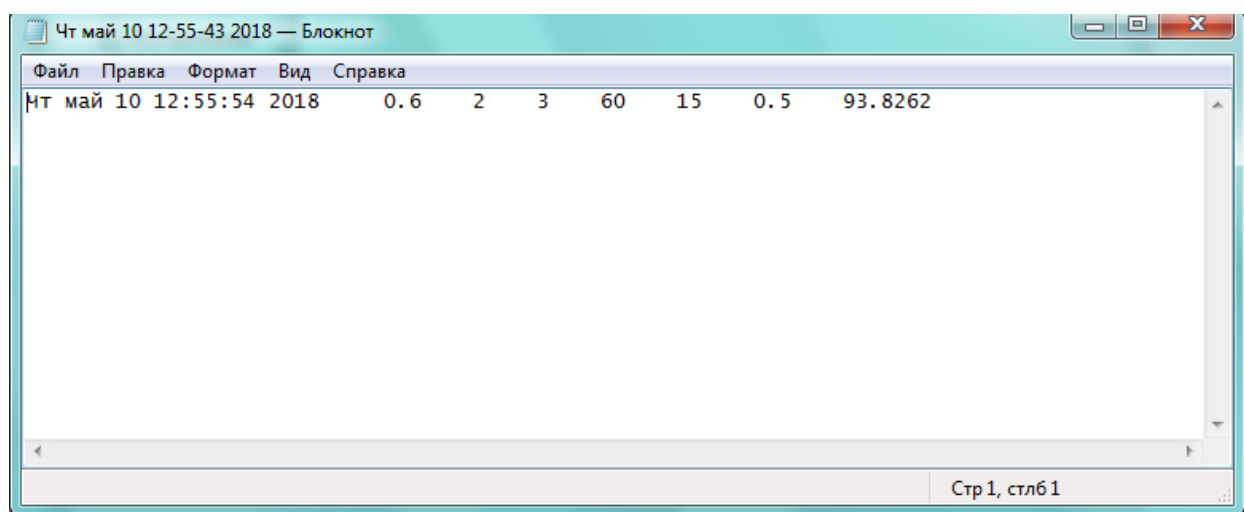 Чт май 10 12-55-43 2018 — Блокнот
Файл Правка Формат Вид Справка
Чт май 10 12:55:54 2018 0.6 2 3 60 15 0.5 93.8262
Стр 1, стлб 1